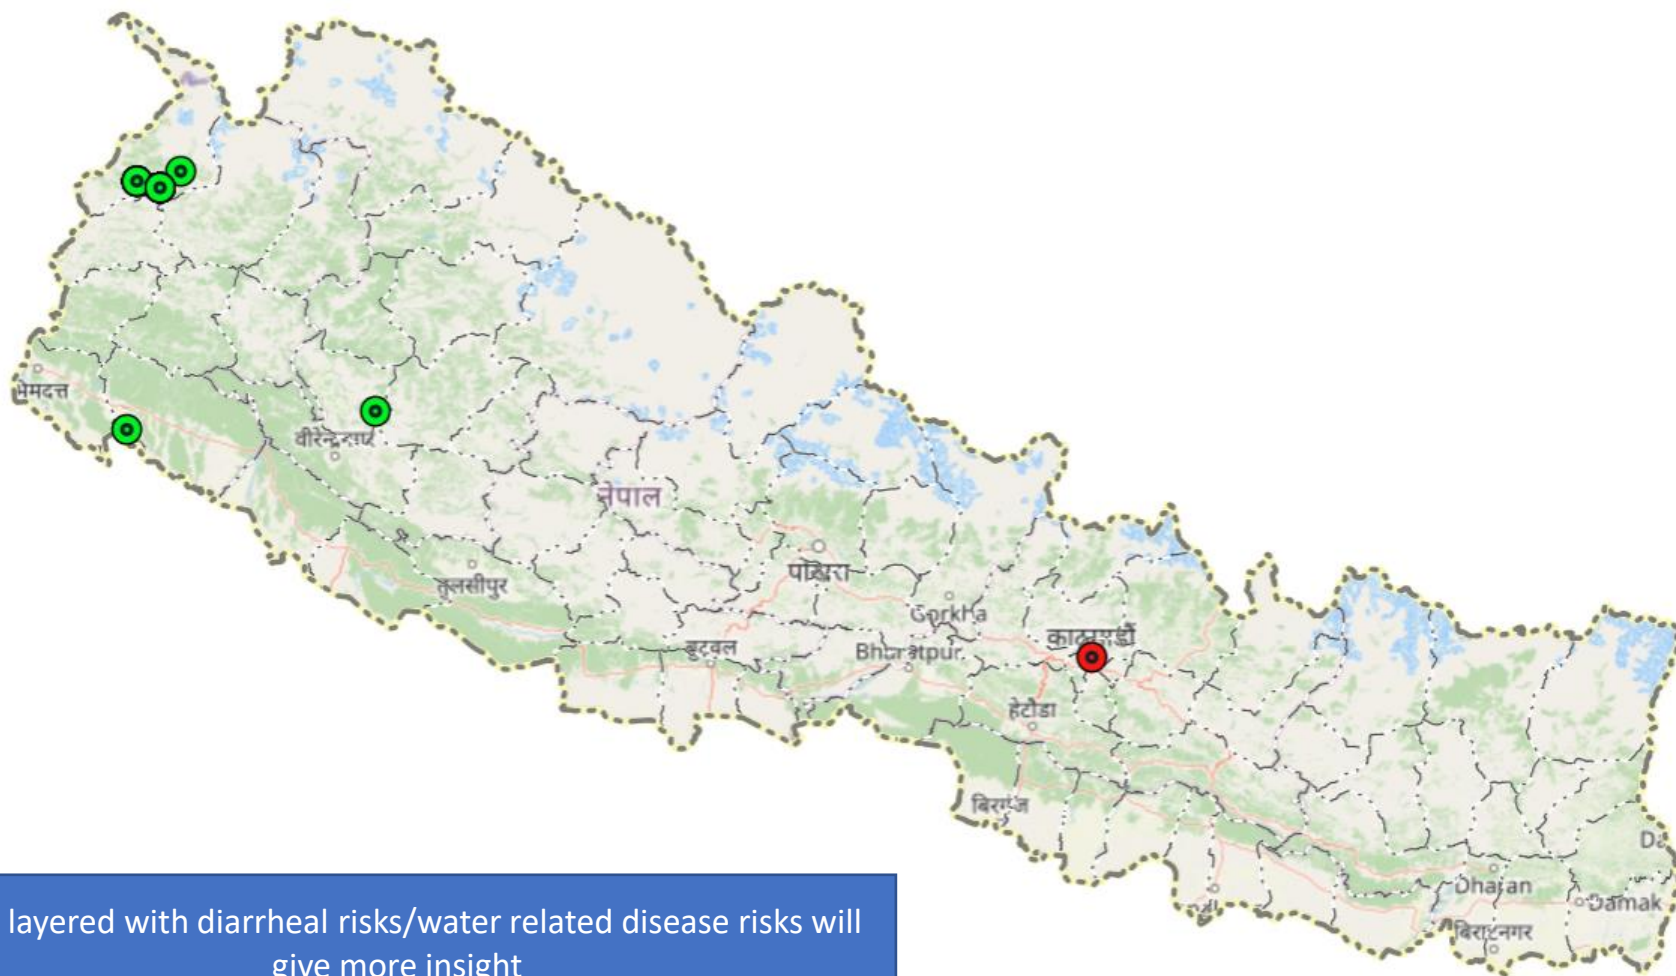 भीमदत्त
वीरेन्द्रनगर
नेपाल
तुलसीपुर
पोखरा
Gorkha
बुटवल
Bharatpur
काठमाडौँ
हेटौडा
बिरगंज
Dharan
Damak
बिराटनगर
layered with diarrheal risks/water related disease risks will
give more insight